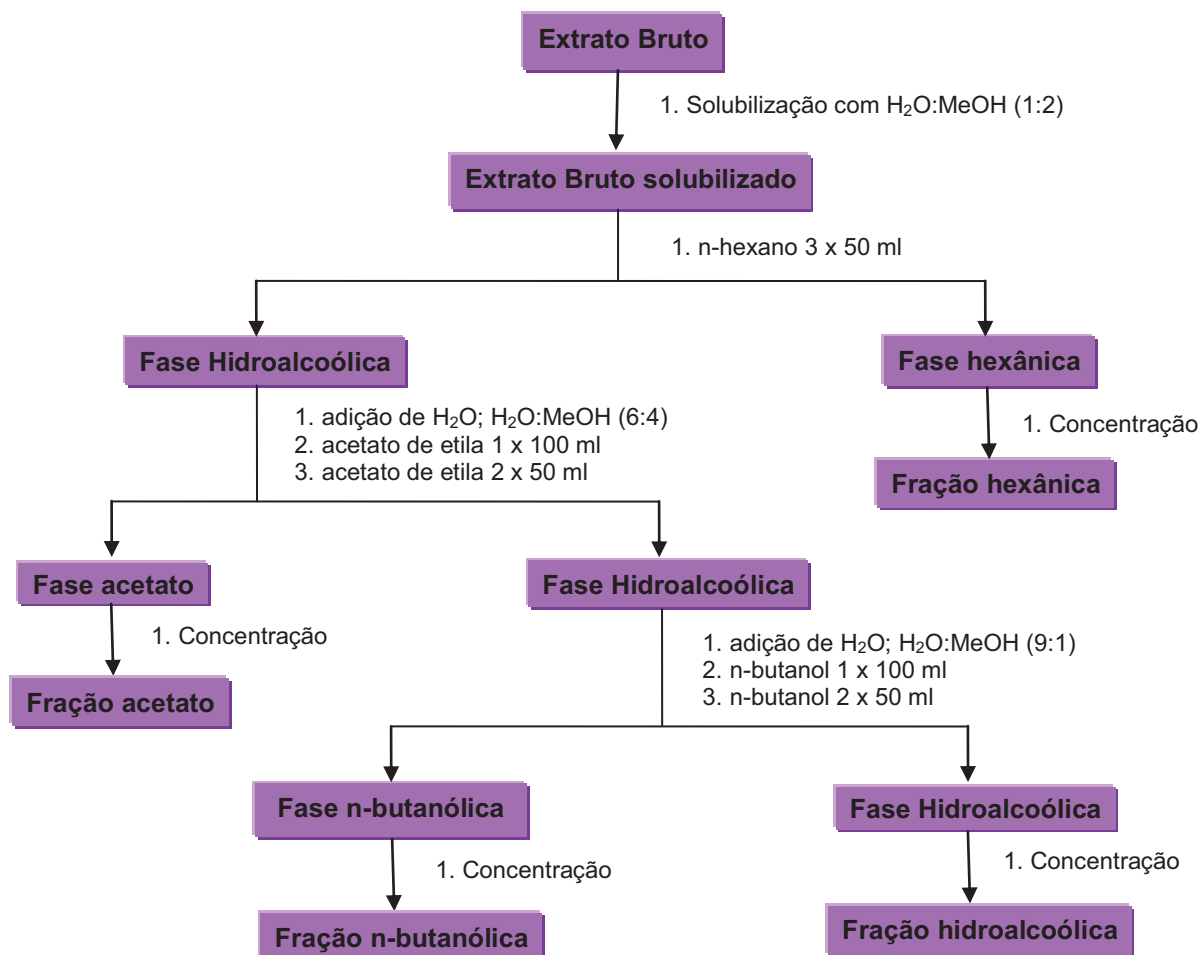 Extrato Bruto
1. Solubilização com H₂O:MeOH (1:2)
Extrato Bruto solubilizado
1. n-hexano 3 x 50 ml
Fase Hidroalcoólica
Fase hexânica
1. adição de H₂O; H₂O:MeOH (6:4)
2. acetato de etila 1 x 100 ml
3. acetato de etila 2 x 50 ml
1. Concentração
Fração hexânica
Fase acetato
Fase Hidroalcoólica
1. Concentração
Fração acetato
1. adição de H₂O; H₂O:MeOH (9:1)
2. n-butanol 1 x 100 ml
3. n-butanol 2 x 50 ml
Fase n-butanólica
Fase Hidroalcoólica
1. Concentração
1. Concentração
Fração n-butanólica
Fração hidroalcoólica